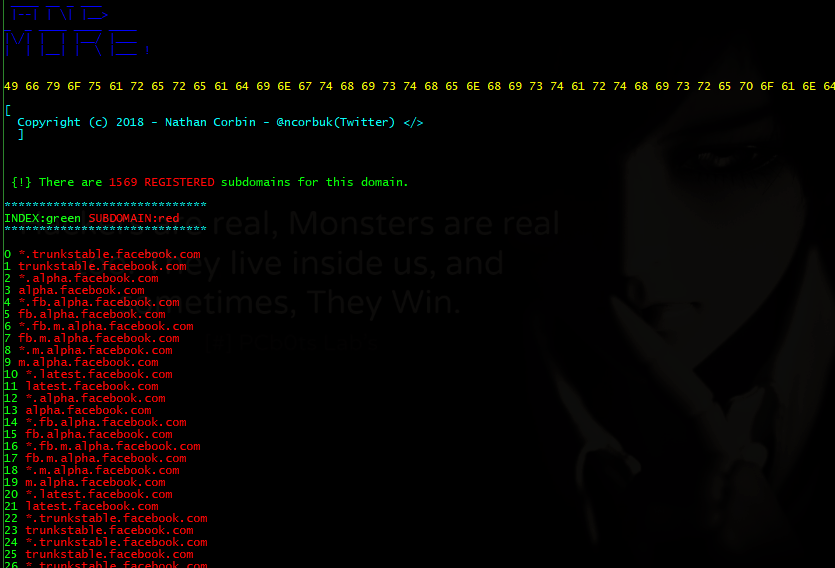 AND
MORE!
49 66 79 6F 75 61 72 65 72 65 61 64 69 6E 67 74 68 69 73 74 68 65 6E 68 69 73 74 61 72 74 68 69 73 72 65 70 6F 61 6E 64
[
Copyright (c) 2018 - Nathan Corbin - @ncorbuk(Twitter) </>
]
{!} There are 1569 REGISTERED subdomains for this domain.
*****************************
INDEX:green SUBDOMAIN:red
*****************************
real, Monsters are real
live inside us, and
They Win.
0 *.trunkstable.facebook.com
1 trunkstable.facebook.com
2 *.alpha.facebook.com
3 alpha.facebook.com
4 *.fb.alpha.facebook.com
5 fb.alpha.facebook.com
6 *.fb.m.alpha.facebook.com
7 fb.m.alpha.facebook.com
8 *.m.alpha.facebook.com
9 m.alpha.facebook.com
10 *.latest.facebook.com
11 latest.facebook.com
12 *.alpha.facebook.com
13 alpha.facebook.com
14 *.fb.alpha.facebook.com
15 fb.alpha.facebook.com
16 *.fb.m.alpha.facebook.com
17 fb.m.alpha.facebook.com
18 *.m.alpha.facebook.com
19 m.alpha.facebook.com
20 *.latest.facebook.com
21 latest.facebook.com
22 *.trunkstable.facebook.com
23 trunkstable.facebook.com
24 *.trunkstable.facebook.com
25 trunkstable.facebook.com
26 *.trunkstable.facebook.com